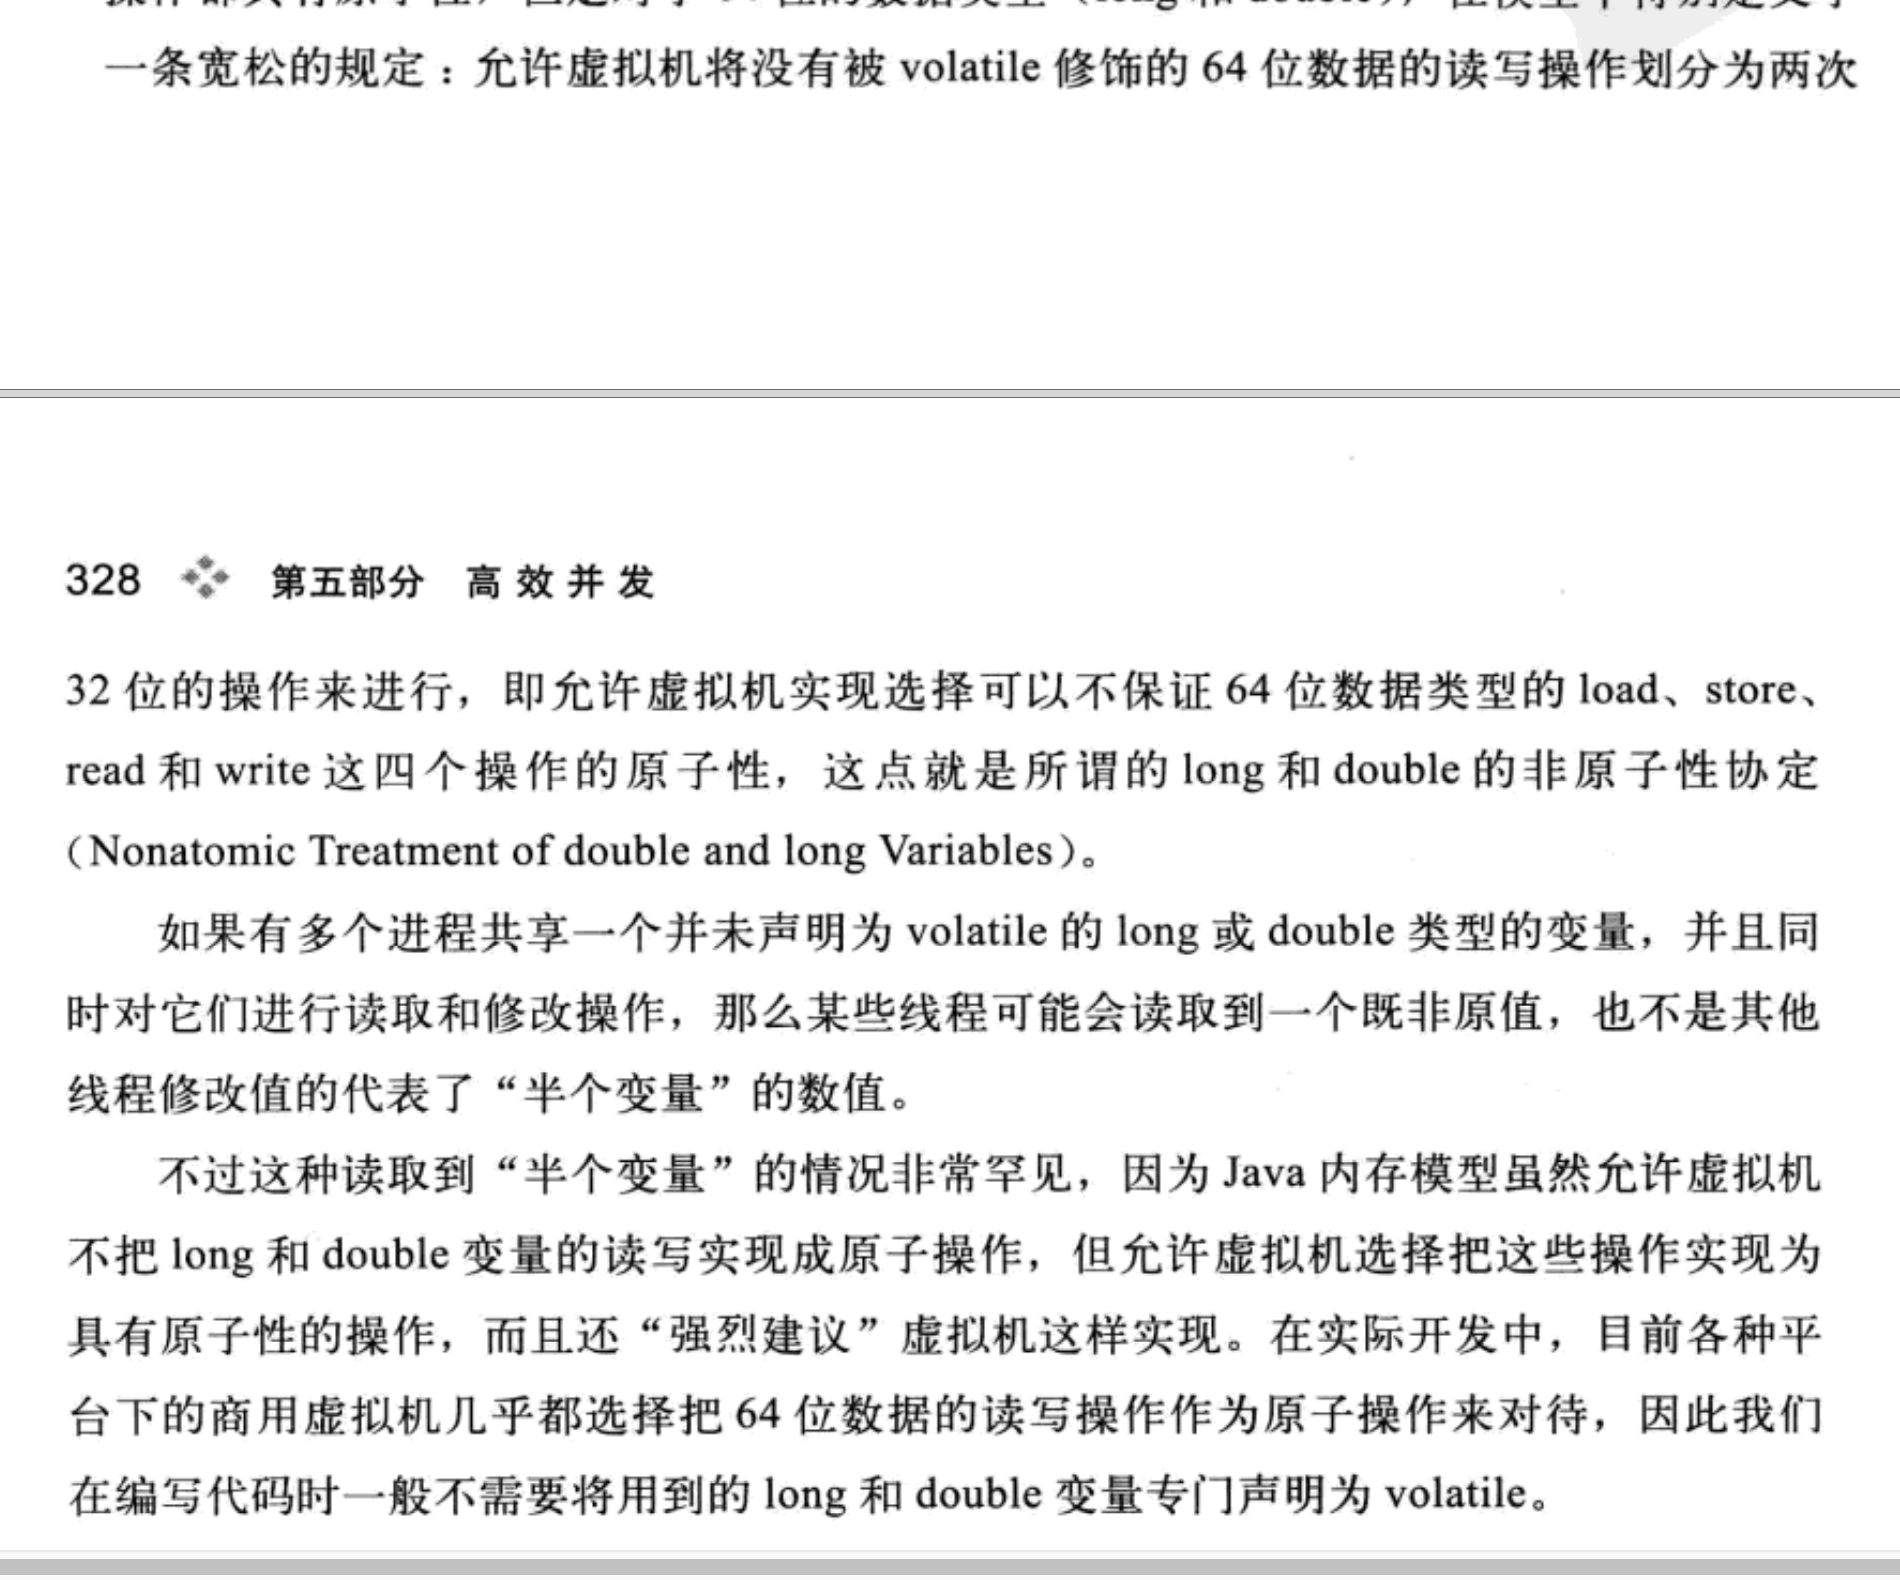 一条宽松的规定：允许虚拟机将没有被 volatile 修饰的 64 位数据的读写操作划分为两次
328 第五部分 高效并发
32 位的操作来进行，即允许虚拟机实现选择可以不保证 64 位数据类型的 load、store、
read 和 write 这四个操作的原子性，这点就是所谓的 long 和 double 的非原子性协定
（Nonatomic Treatment of double and long Variables）。
如果有多个进程共享一个并未声明为 volatile 的 long 或 double 类型的变量，并且同
时对它们进行读取和修改操作，那么某些线程可能会读取到一个既非原值，也不是其他
线程修改值的代表了“半个变量”的数值。
不过这种读取到“半个变量”的情况非常罕见，因为 Java 内存模型虽然允许虚拟机
不把 long 和 double 变量的读写实现成原子操作，但允许虚拟机选择把这些操作实现为
具有原子性的操作，而且还“强烈建议”虚拟机这样实现。在实际开发中，目前各种平
台下的商用虚拟机几乎都选择把 64 位数据的读写操作作为原子操作来对待，因此我们
在编写代码时一般不需要将用到的 long 和 double 变量专门声明为 volatile。